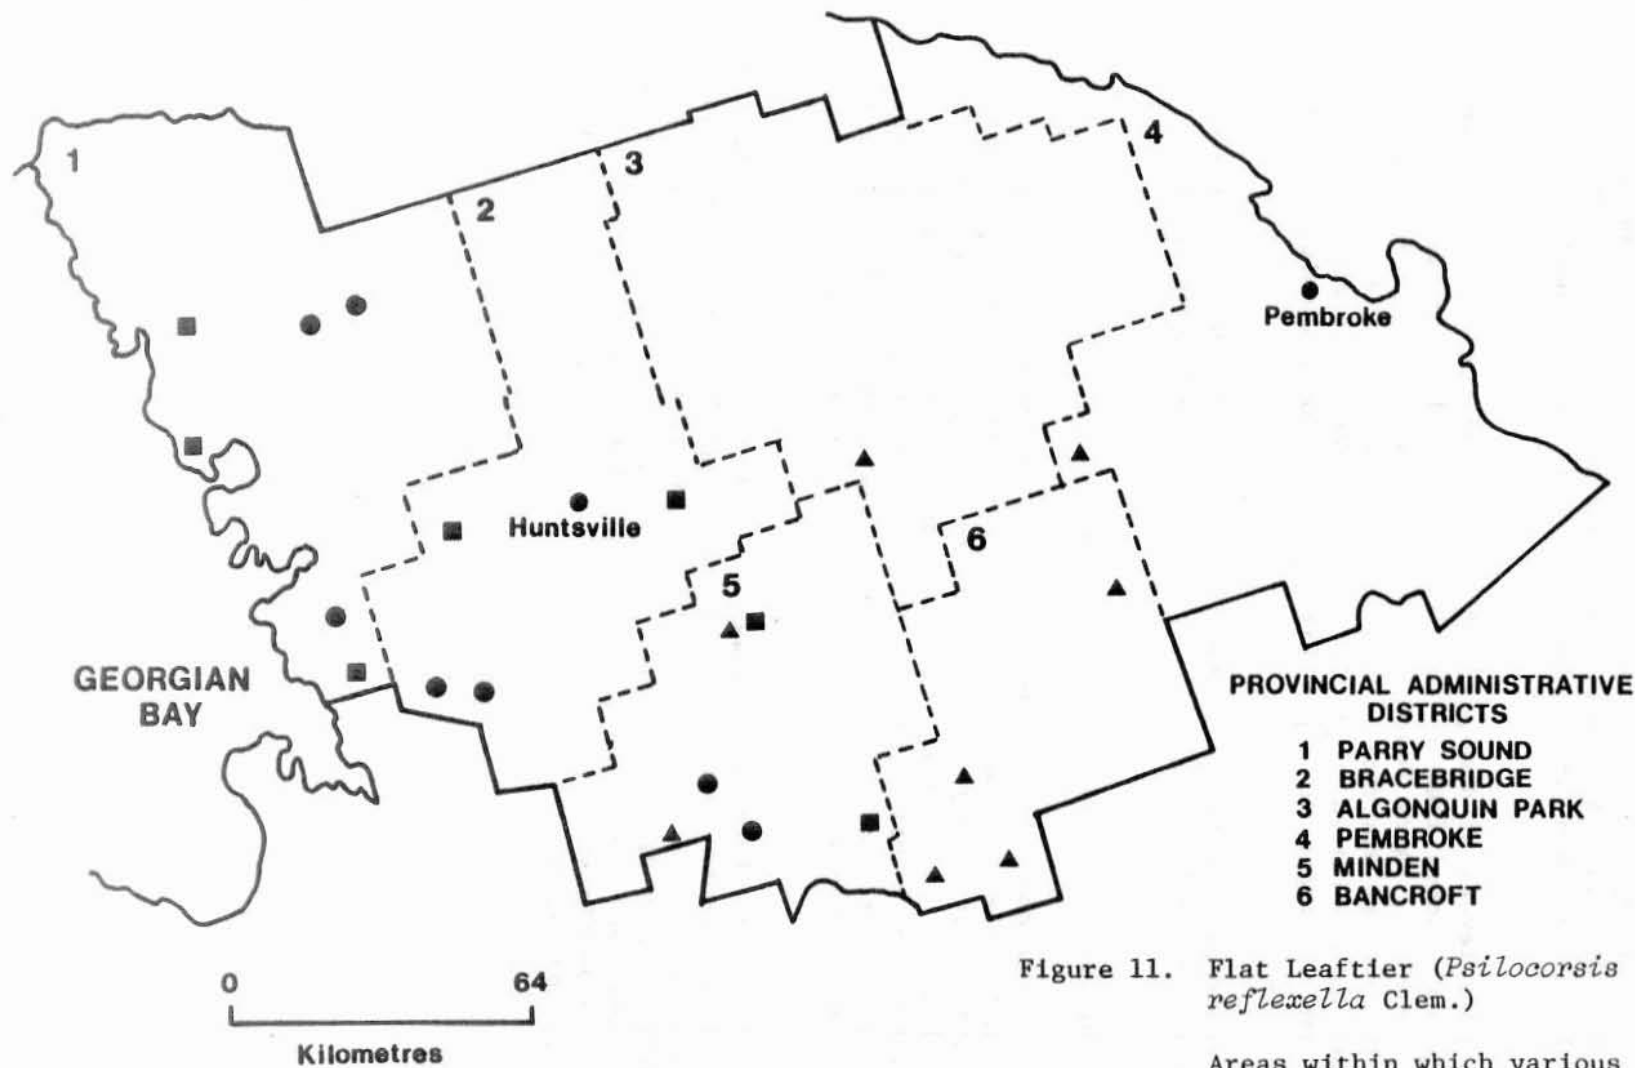 1
2
3
4
Pembroke
Huntsville
6
5
GEORGIAN
BAY
PROVINCIAL ADMINISTRATIVE
DISTRICTS
1 PARRY SOUND
2 BRACEBRIDGE
3 ALGONQUIN PARK
4 PEMBROKE
5 MINDEN
6 BANCROFT
0 64
Kilometres
Figure 11. Flat Leaftier (Psilocorsis
reflexella Clem.)
Areas within which various